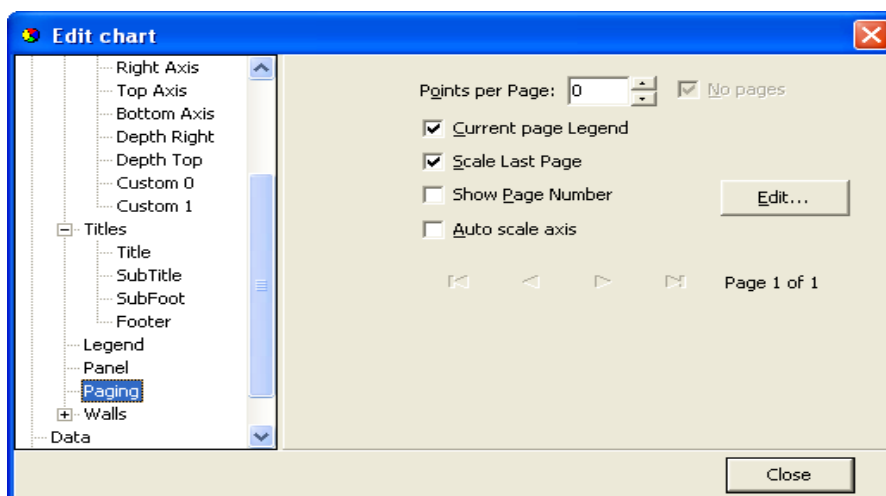 Edit chart
Right Axis
Top Axis
Bottom Axis
Depth Right
Depth Top
Custom 0
Custom 1
Titles
Title
SubTitle
SubFoot
Footer
Legend
Panel
Paging
Walls
Data
Points per Page: 0 No pages
Current page Legend
Scale Last Page
Show Page Number
Edit...
Auto scale axis
Page 1 of 1
Close